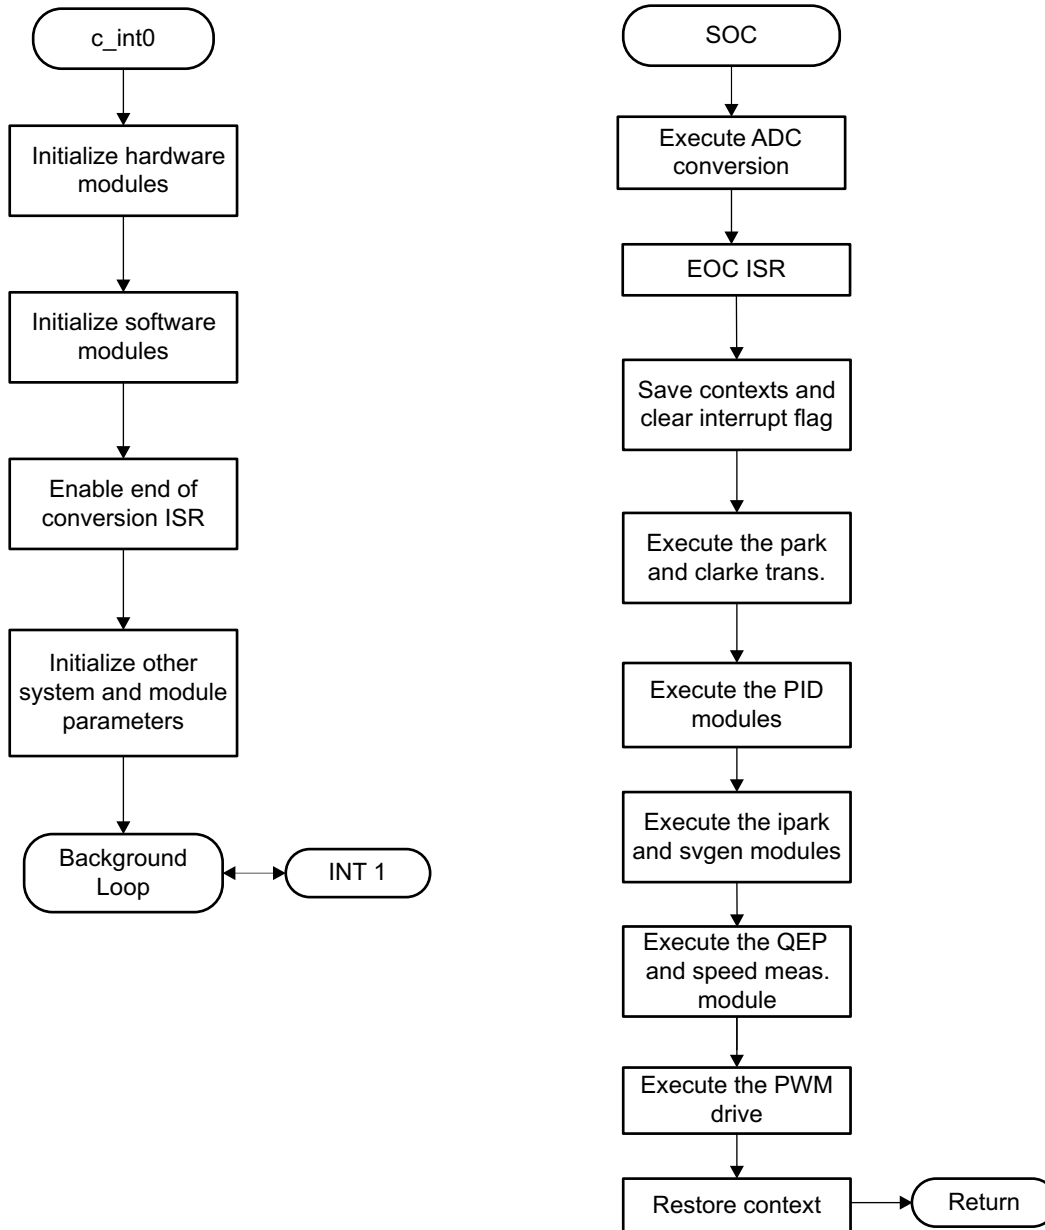 c_int0
Initialize hardware
modules
Initialize software
modules
Enable end of
conversion ISR
Initialize other
system and module
parameters
Background
Loop
INT 1
SOC
Execute ADC
conversion
EOC ISR
Save contexts and
clear interrupt flag
Execute the park
and clarke trans.
Execute the PID
modules
Execute the ipark
and svgen modules
Execute the QEP
and speed meas.
module
Execute the PWM
drive
Restore context
Return